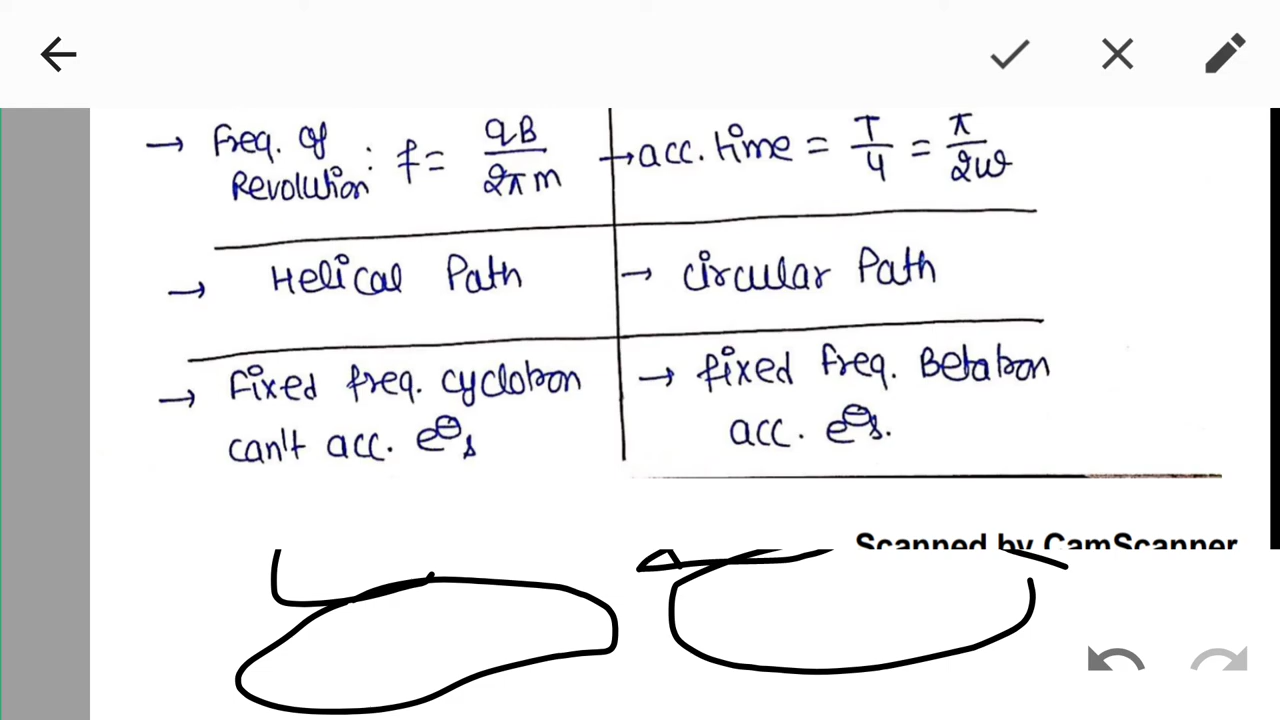 → Freq. of
Revolution : f = qB / 2πm
→ acc. time = T/4 = π/2ω
→ Helical Path
→ Circular Path
→ Fixed freq. cyclotron
can't acc. e⊖s
→ fixed freq. Betatron
acc. e⊖s.
Scanned by CamScanner